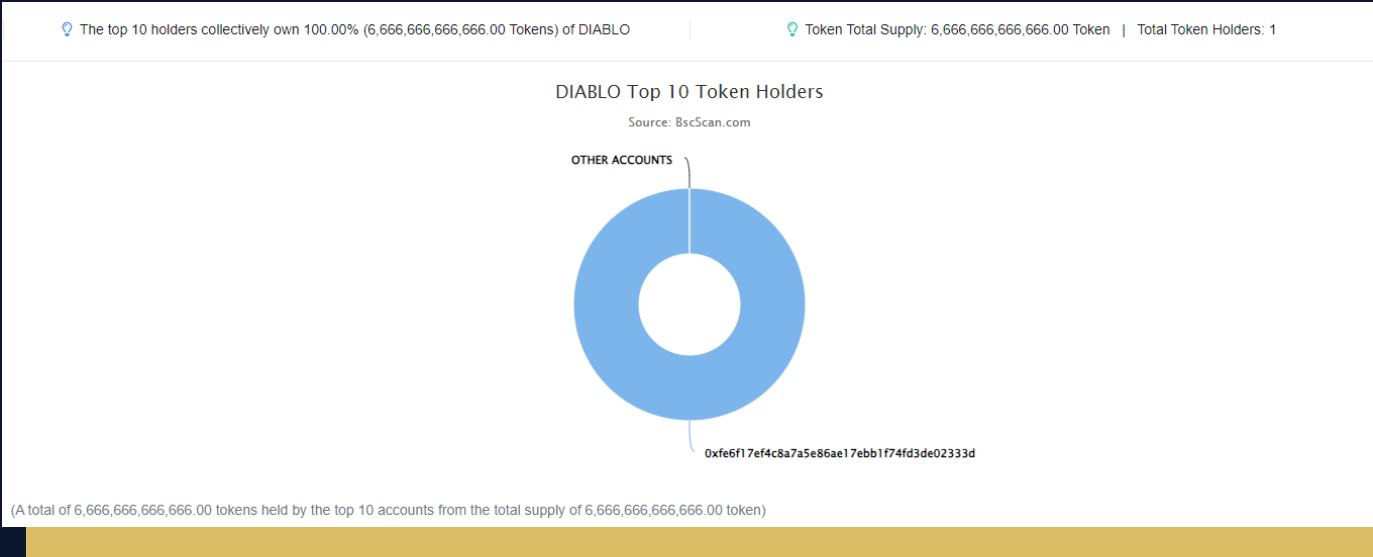 The top 10 holders collectively own 100.00% (6,666,666,666,666.00 Tokens) of DIABLO
Token Total Supply: 6,666,666,666,666.00 Token | Total Token Holders: 1
DIABLO Top 10 Token Holders
Source: BscScan.com
OTHER ACCOUNTS
0xfe6f17ef4c8a7a5e86ae17ebb1f74fd3de02333d
(A total of 6,666,666,666,666.00 tokens held by the top 10 accounts from the total supply of 6,666,666,666,666.00 token)